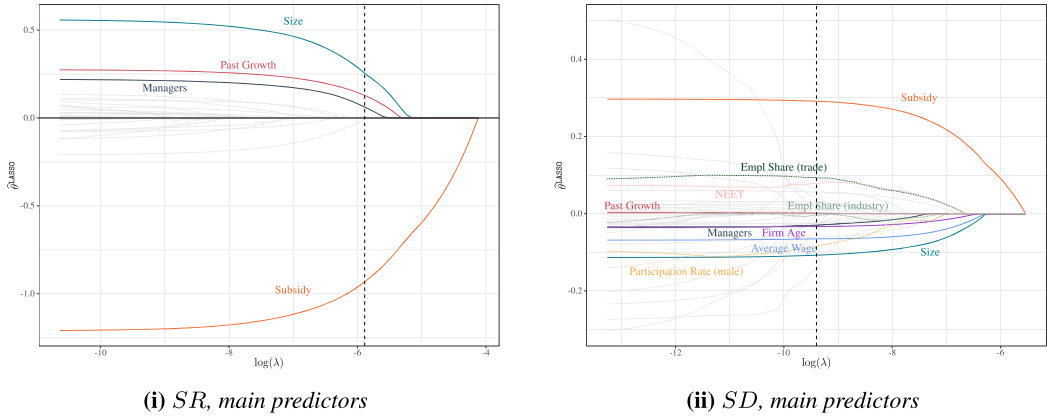 Size
Past Growth
Managers
Subsidy
0.5
0.0
-0.5
-1.0
-10
-8
-6
-4
log(λ)
θ̂ᴸᴬˢˢᴼ
(i) SR, main predictors
Subsidy
Empl Share (trade)
NEET
Past Growth
Empl Share (industry)
Managers
Firm Age
Average Wage
Size
Participation Rate (male)
0.4
0.2
0.0
-0.2
-12
-10
-8
-6
log(λ)
θ̂ᴸᴬˢˢᴼ
(ii) SD, main predictors